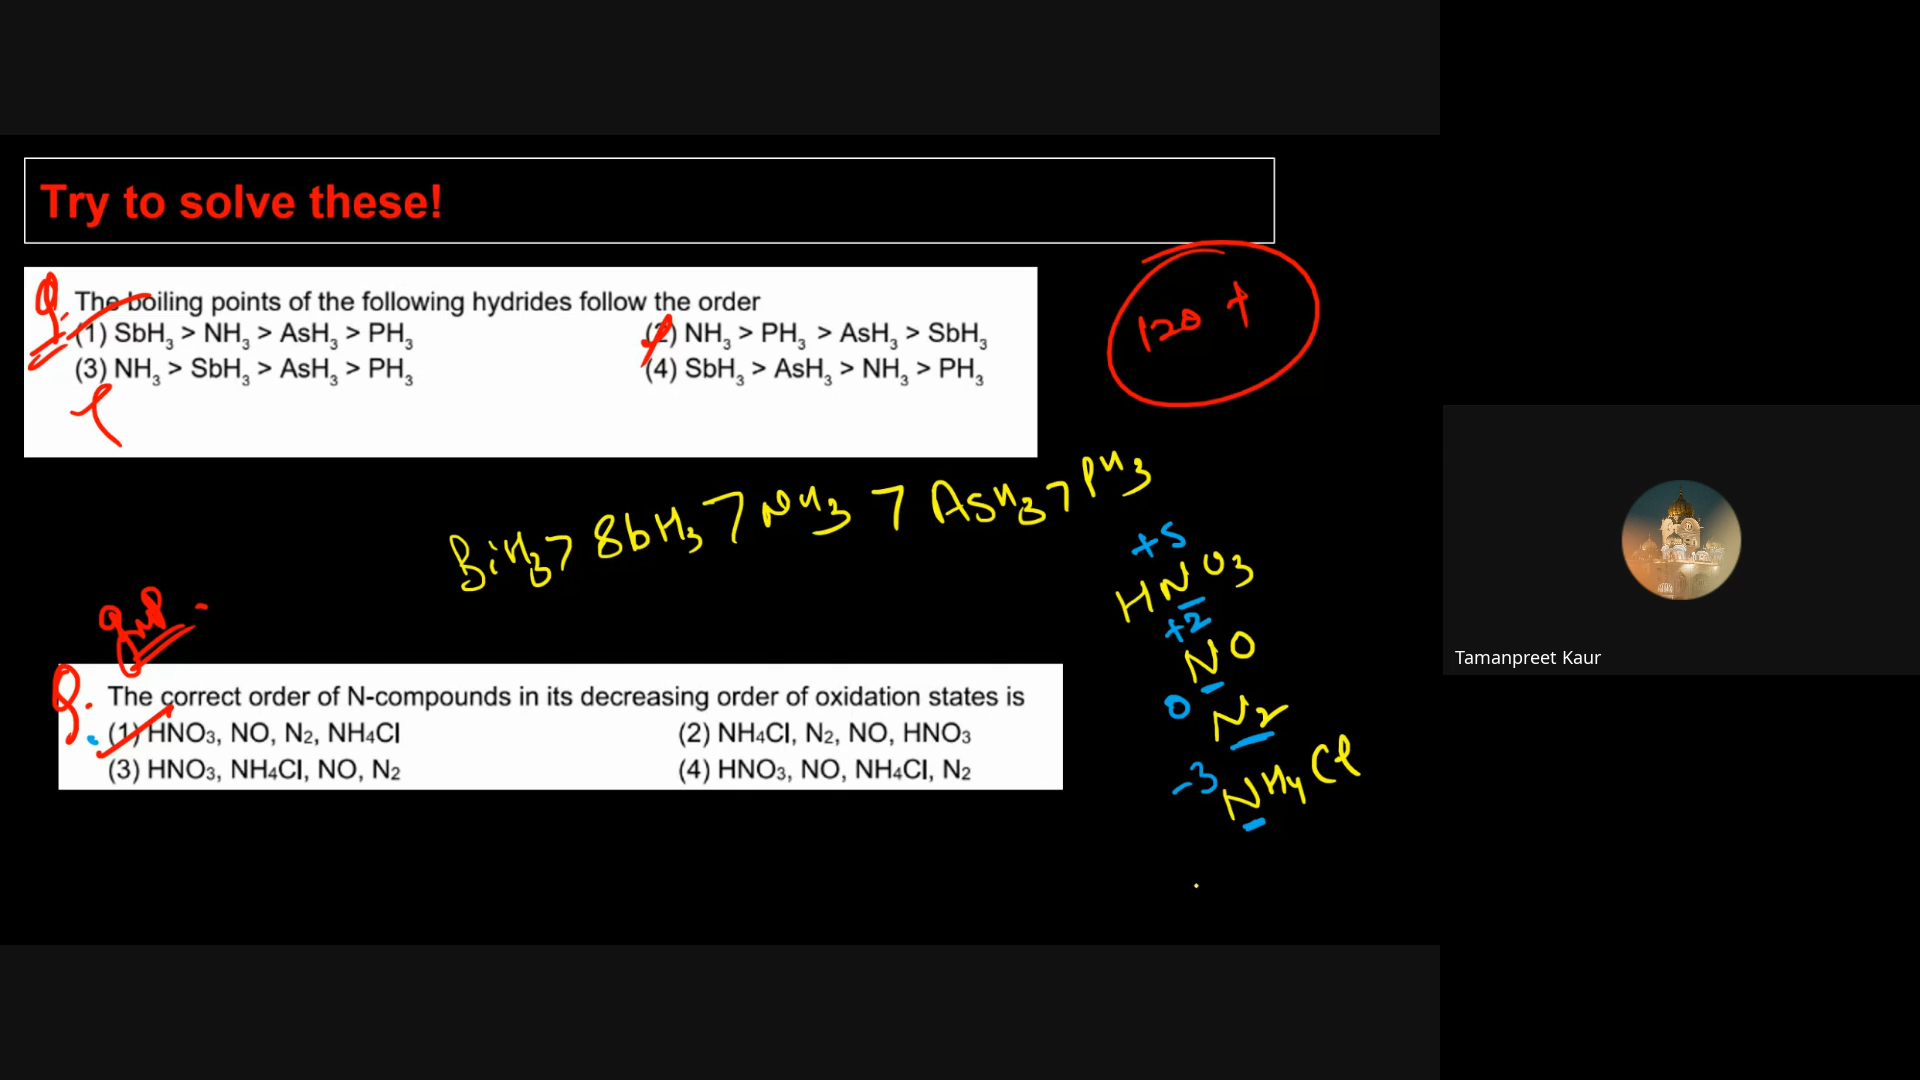 Try to solve these!
Q. The boiling points of the following hydrides follow the order
(1) SbH₃ > NH₃ > AsH₃ > PH₃ (2) NH₃ > PH₃ > AsH₃ > SbH₃
(3) NH₃ > SbH₃ > AsH₃ > PH₃ (4) SbH₃ > AsH₃ > NH₃ > PH₃
120 +
BiH₃ > SbH₃ > NH₃ > AsH₃ > PH₃
+5
HNO₃
+2
NO
0
N₂
-3
NH₄Cl
Q. The correct order of N-compounds in its decreasing order of oxidation states is
(1) HNO₃, NO, N₂, NH₄Cl (2) NH₄Cl, N₂, NO, HNO₃
(3) HNO₃, NH₄Cl, NO, N₂ (4) HNO₃, NO, NH₄Cl, N₂
Tamanpreet Kaur